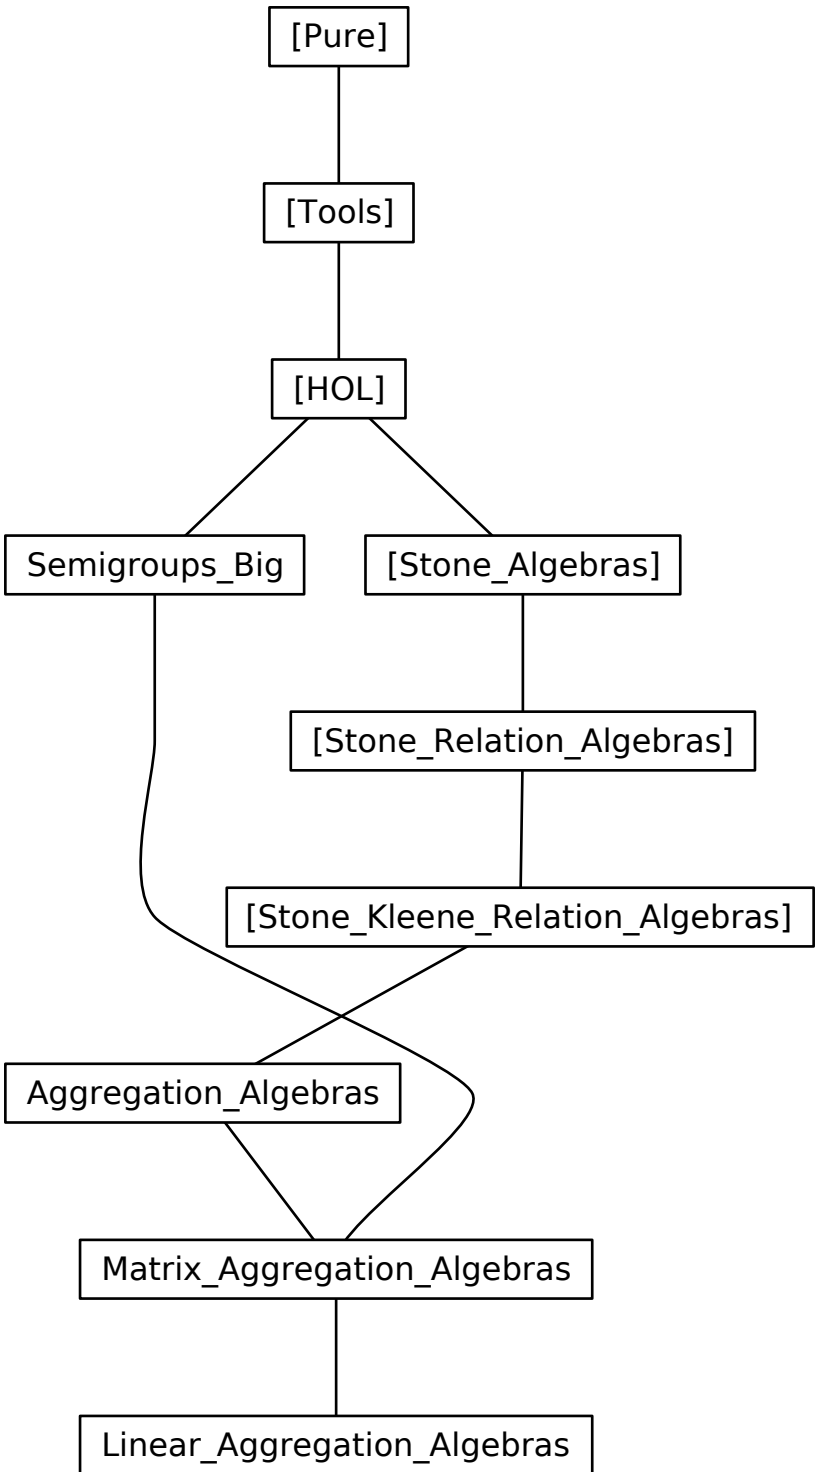 [Pure]
[Tools]
[HOL]
Semigroups_Big
[Stone_Algebras]
[Stone_Relation_Algebras]
[Stone_Kleene_Relation_Algebras]
Aggregation_Algebras
Matrix_Aggregation_Algebras
Linear_Aggregation_Algebras